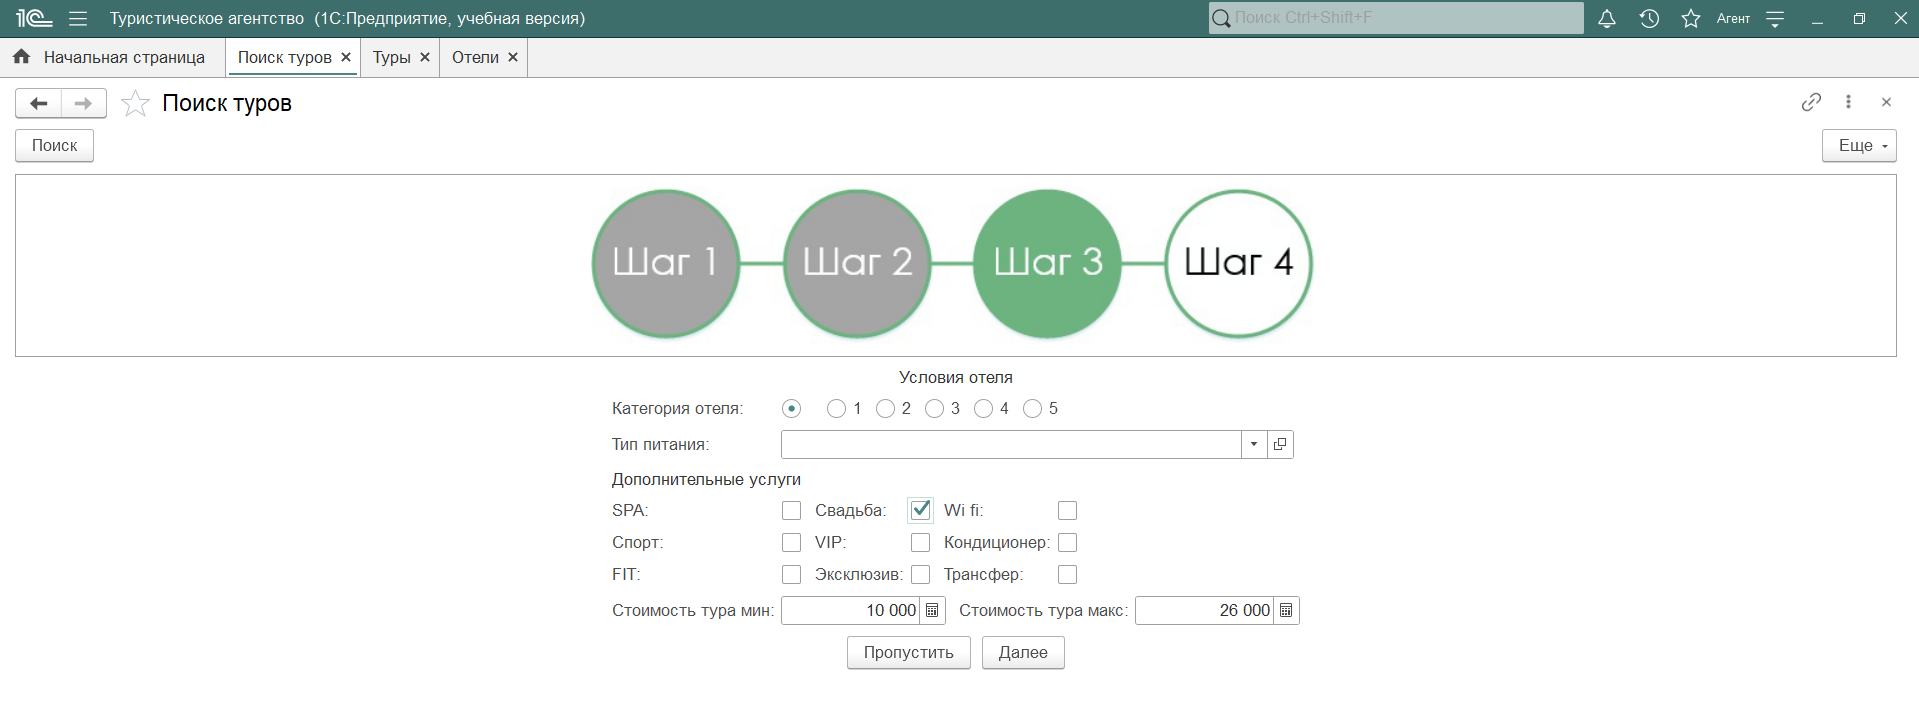 1С Туристическое агентство (1С:Предприятие, учебная версия) Поиск Ctrl+Shift+F Агент
Начальная страница Поиск туров Туры Отели
Поиск туров
Поиск Еще
Шаг 1 Шаг 2 Шаг 3 Шаг 4
Условия отеля
Категория отеля: 1 2 3 4 5
Тип питания:
Дополнительные услуги
SPA: Свадьба: Wi fi:
Спорт: VIP: Кондиционер:
FIT: Эксклюзив: Трансфер:
Стоимость тура мин: 10 000 Стоимость тура макс: 26 000
Пропустить Далее